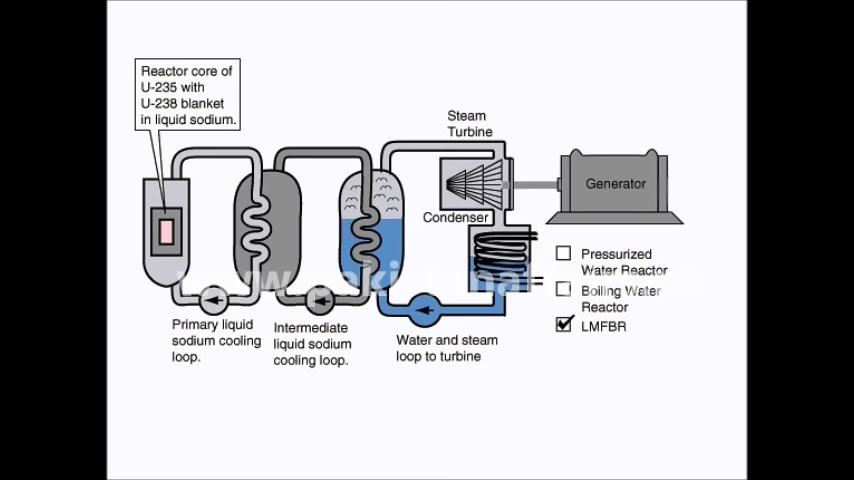 Reactor core of
U-235 with
U-238 blanket
in liquid sodium.
Steam
Turbine
Generator
Condenser
Pressurized
Water Reactor
Boiling Water
Reactor
LMFBR
Primary liquid
sodium cooling
loop.
Intermediate
liquid sodium
cooling loop.
Water and steam
loop to turbine